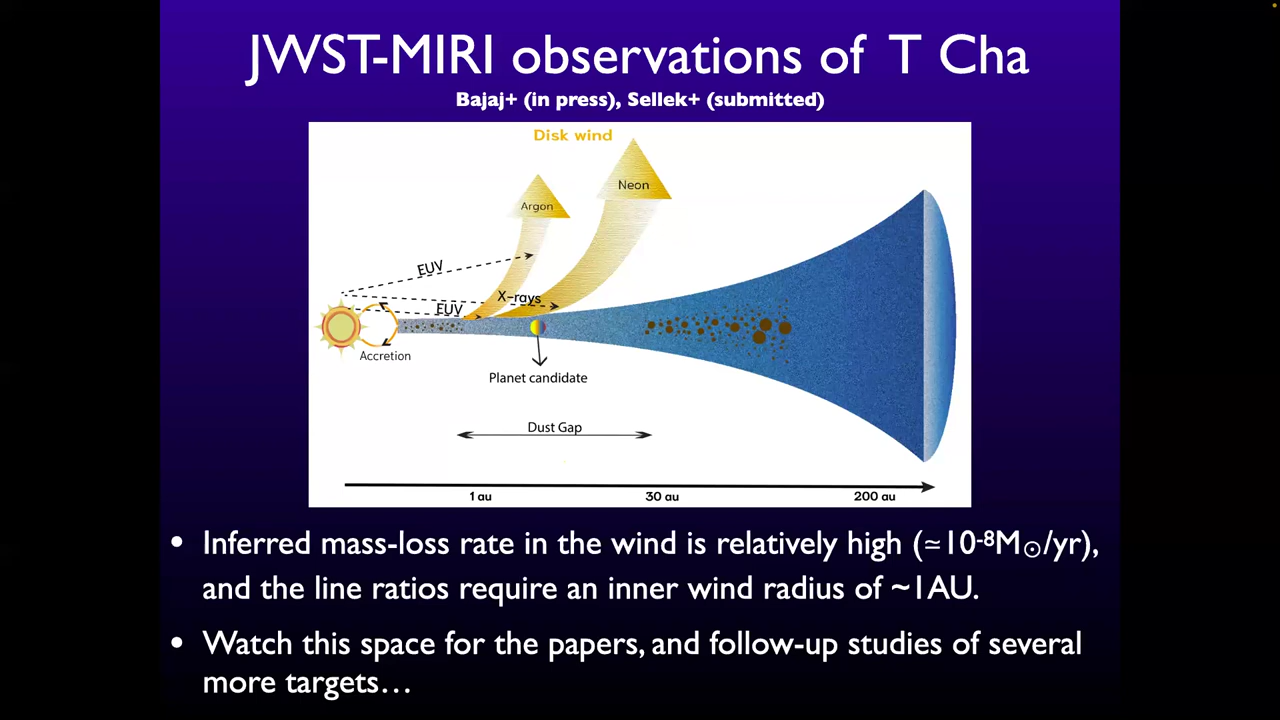 JWST-MIRI observations of T Cha
Bajaj+ (in press), Sellek+ (submitted)
Disk wind
Neon
Argon
EUV
X-rays
EUV
Accretion
Planet candidate
Dust Gap
1 au 30 au 200 au
• Inferred mass-loss rate in the wind is relatively high (≃10⁻⁸M⊙/yr),
and the line ratios require an inner wind radius of ~1AU.
• Watch this space for the papers, and follow-up studies of several
more targets…